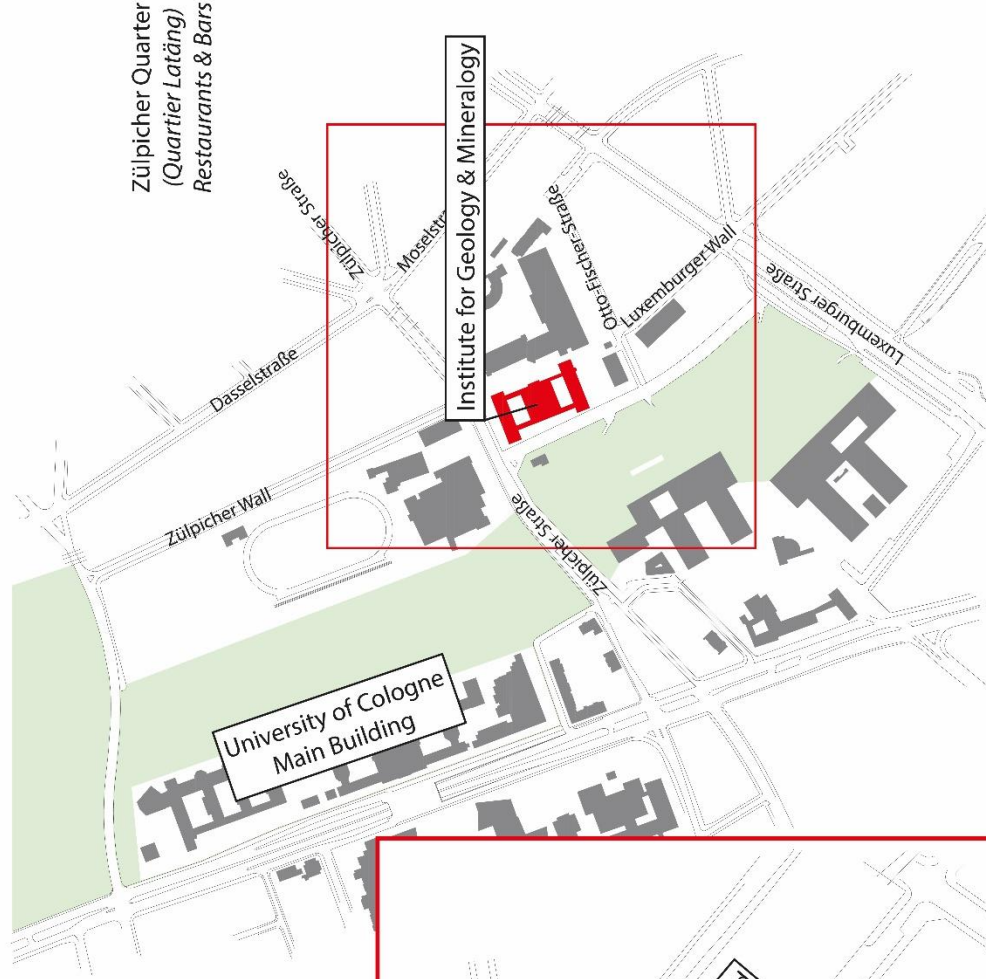 Zülpicher Quarter
(Quartier Latäng)
Restaurants & Bars
Institute for Geology & Mineralogy
Zülpicher Straße
Otto-Fischer-Straße
Luxemburger Wall
Luxemburger Straße
Dasselstraße
Zülpicher Wall
Zülpicher Straße
University of Cologne
Main Building